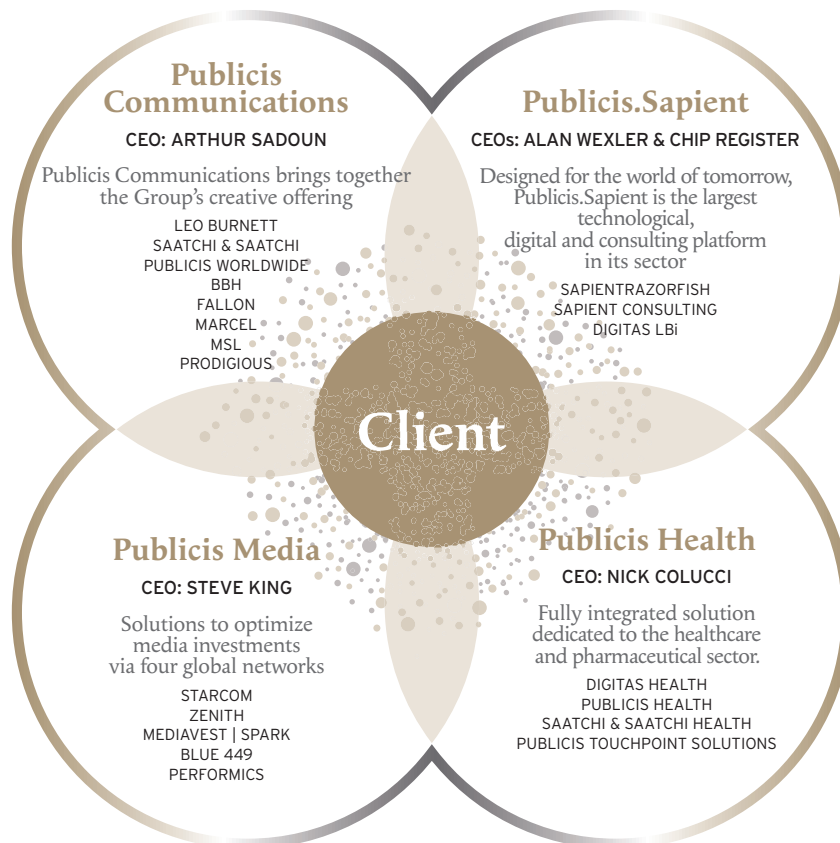 Publicis
Communications
CEO: ARTHUR SADOUN
Publicis Communications brings together
the Group's creative offering
LEO BURNETT
SAATCHI & SAATCHI
PUBLICIS WORLDWIDE
BBH
FALLON
MARCEL
MSL
PRODIGIOUS
Publicis.Sapient
CEOs: ALAN WEXLER & CHIP REGISTER
Designed for the world of tomorrow,
Publicis.Sapient is the largest
technological,
digital and consulting platform
in its sector
SAPIENTRAZORFISH
SAPIENT CONSULTING
DIGITAS LBi
Client
Publicis Media
CEO: STEVE KING
Solutions to optimize
media investments
via four global networks
STARCOM
ZENITH
MEDIAVEST | SPARK
BLUE 449
PERFORMICS
Publicis Health
CEO: NICK COLUCCI
Fully integrated solution
dedicated to the healthcare
and pharmaceutical sector.
DIGITAS HEALTH
PUBLICIS HEALTH
SAATCHI & SAATCHI HEALTH
PUBLICIS TOUCHPOINT SOLUTIONS